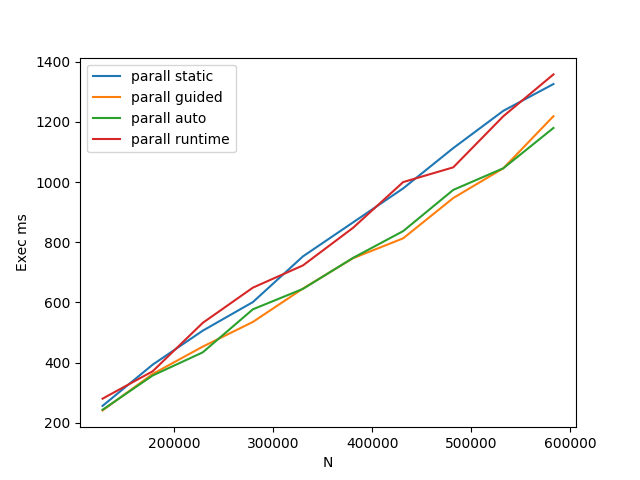 1400
1200
1000
800
600
400
200
Exec ms
parall static
parall guided
parall auto
parall runtime
200000 300000 400000 500000 600000
N